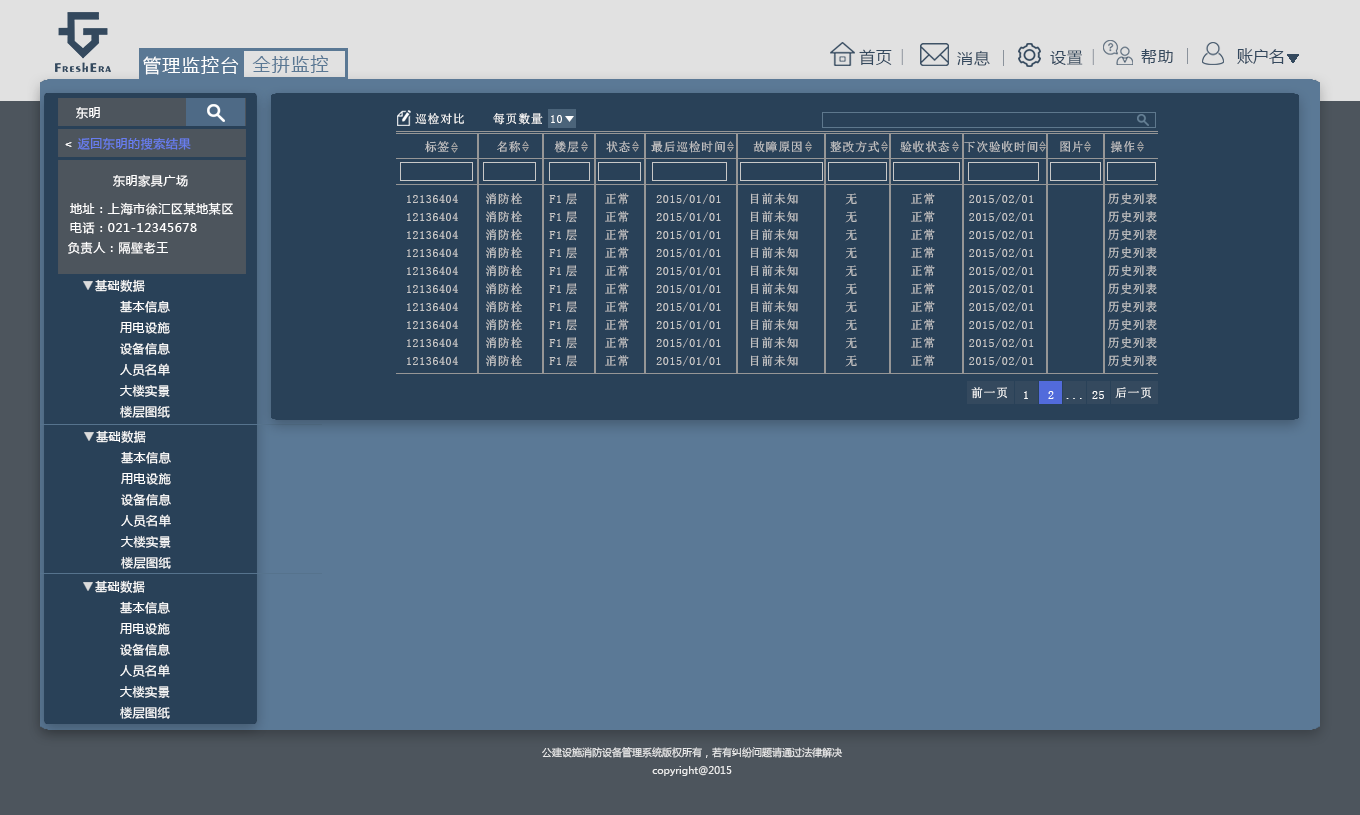 FRESHERA
管理监控台 全拼监控
首页 | 消息 | 设置 | 帮助 | 账户名
东明
< 返回东明的搜索结果
东明家具广场
地址：上海市徐汇区某地某区
电话：021-12345678
负责人：隔壁老王
基础数据
基本信息
用电设施
设备信息
人员名单
大楼实景
楼层图纸
基础数据
基本信息
用电设施
设备信息
人员名单
大楼实景
楼层图纸
基础数据
基本信息
用电设施
设备信息
人员名单
大楼实景
楼层图纸
巡检对比 每页数量 10
标签 名称 楼层 状态 最后巡检时间 故障原因 整改方式 验收状态 下次验收时间 图片 操作
12136404 消防栓 F1 层 正常 2015/01/01 目前未知 无 正常 2015/02/01 历史列表
12136404 消防栓 F1 层 正常 2015/01/01 目前未知 无 正常 2015/02/01 历史列表
12136404 消防栓 F1 层 正常 2015/01/01 目前未知 无 正常 2015/02/01 历史列表
12136404 消防栓 F1 层 正常 2015/01/01 目前未知 无 正常 2015/02/01 历史列表
12136404 消防栓 F1 层 正常 2015/01/01 目前未知 无 正常 2015/02/01 历史列表
12136404 消防栓 F1 层 正常 2015/01/01 目前未知 无 正常 2015/02/01 历史列表
12136404 消防栓 F1 层 正常 2015/01/01 目前未知 无 正常 2015/02/01 历史列表
12136404 消防栓 F1 层 正常 2015/01/01 目前未知 无 正常 2015/02/01 历史列表
12136404 消防栓 F1 层 正常 2015/01/01 目前未知 无 正常 2015/02/01 历史列表
12136404 消防栓 F1 层 正常 2015/01/01 目前未知 无 正常 2015/02/01 历史列表
前一页 1 2 ... 25 后一页
公建设施消防设备管理系统版权所有，若有纠纷问题请通过法律解决
copyright@2015